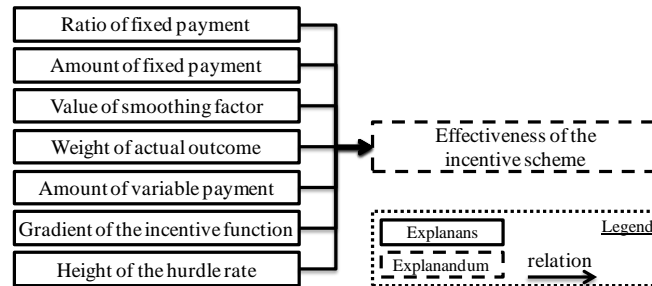 Ratio of fixed payment
Amount of fixed payment
Value of smoothing factor
Weight of actual outcome
Amount of variable payment
Gradient of the incentive function
Height of the hurdle rate
Effectiveness of the
incentive scheme
Legend
Explanans
Explanandum
relation